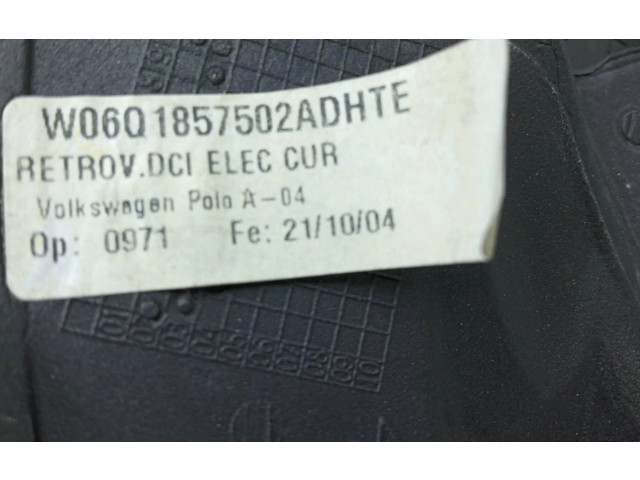 W06Q1857502ADHTE
RETROV.DCI ELEC CUR
Volkswagen Polo A-04
Op: 0971 Fe: 21/10/04